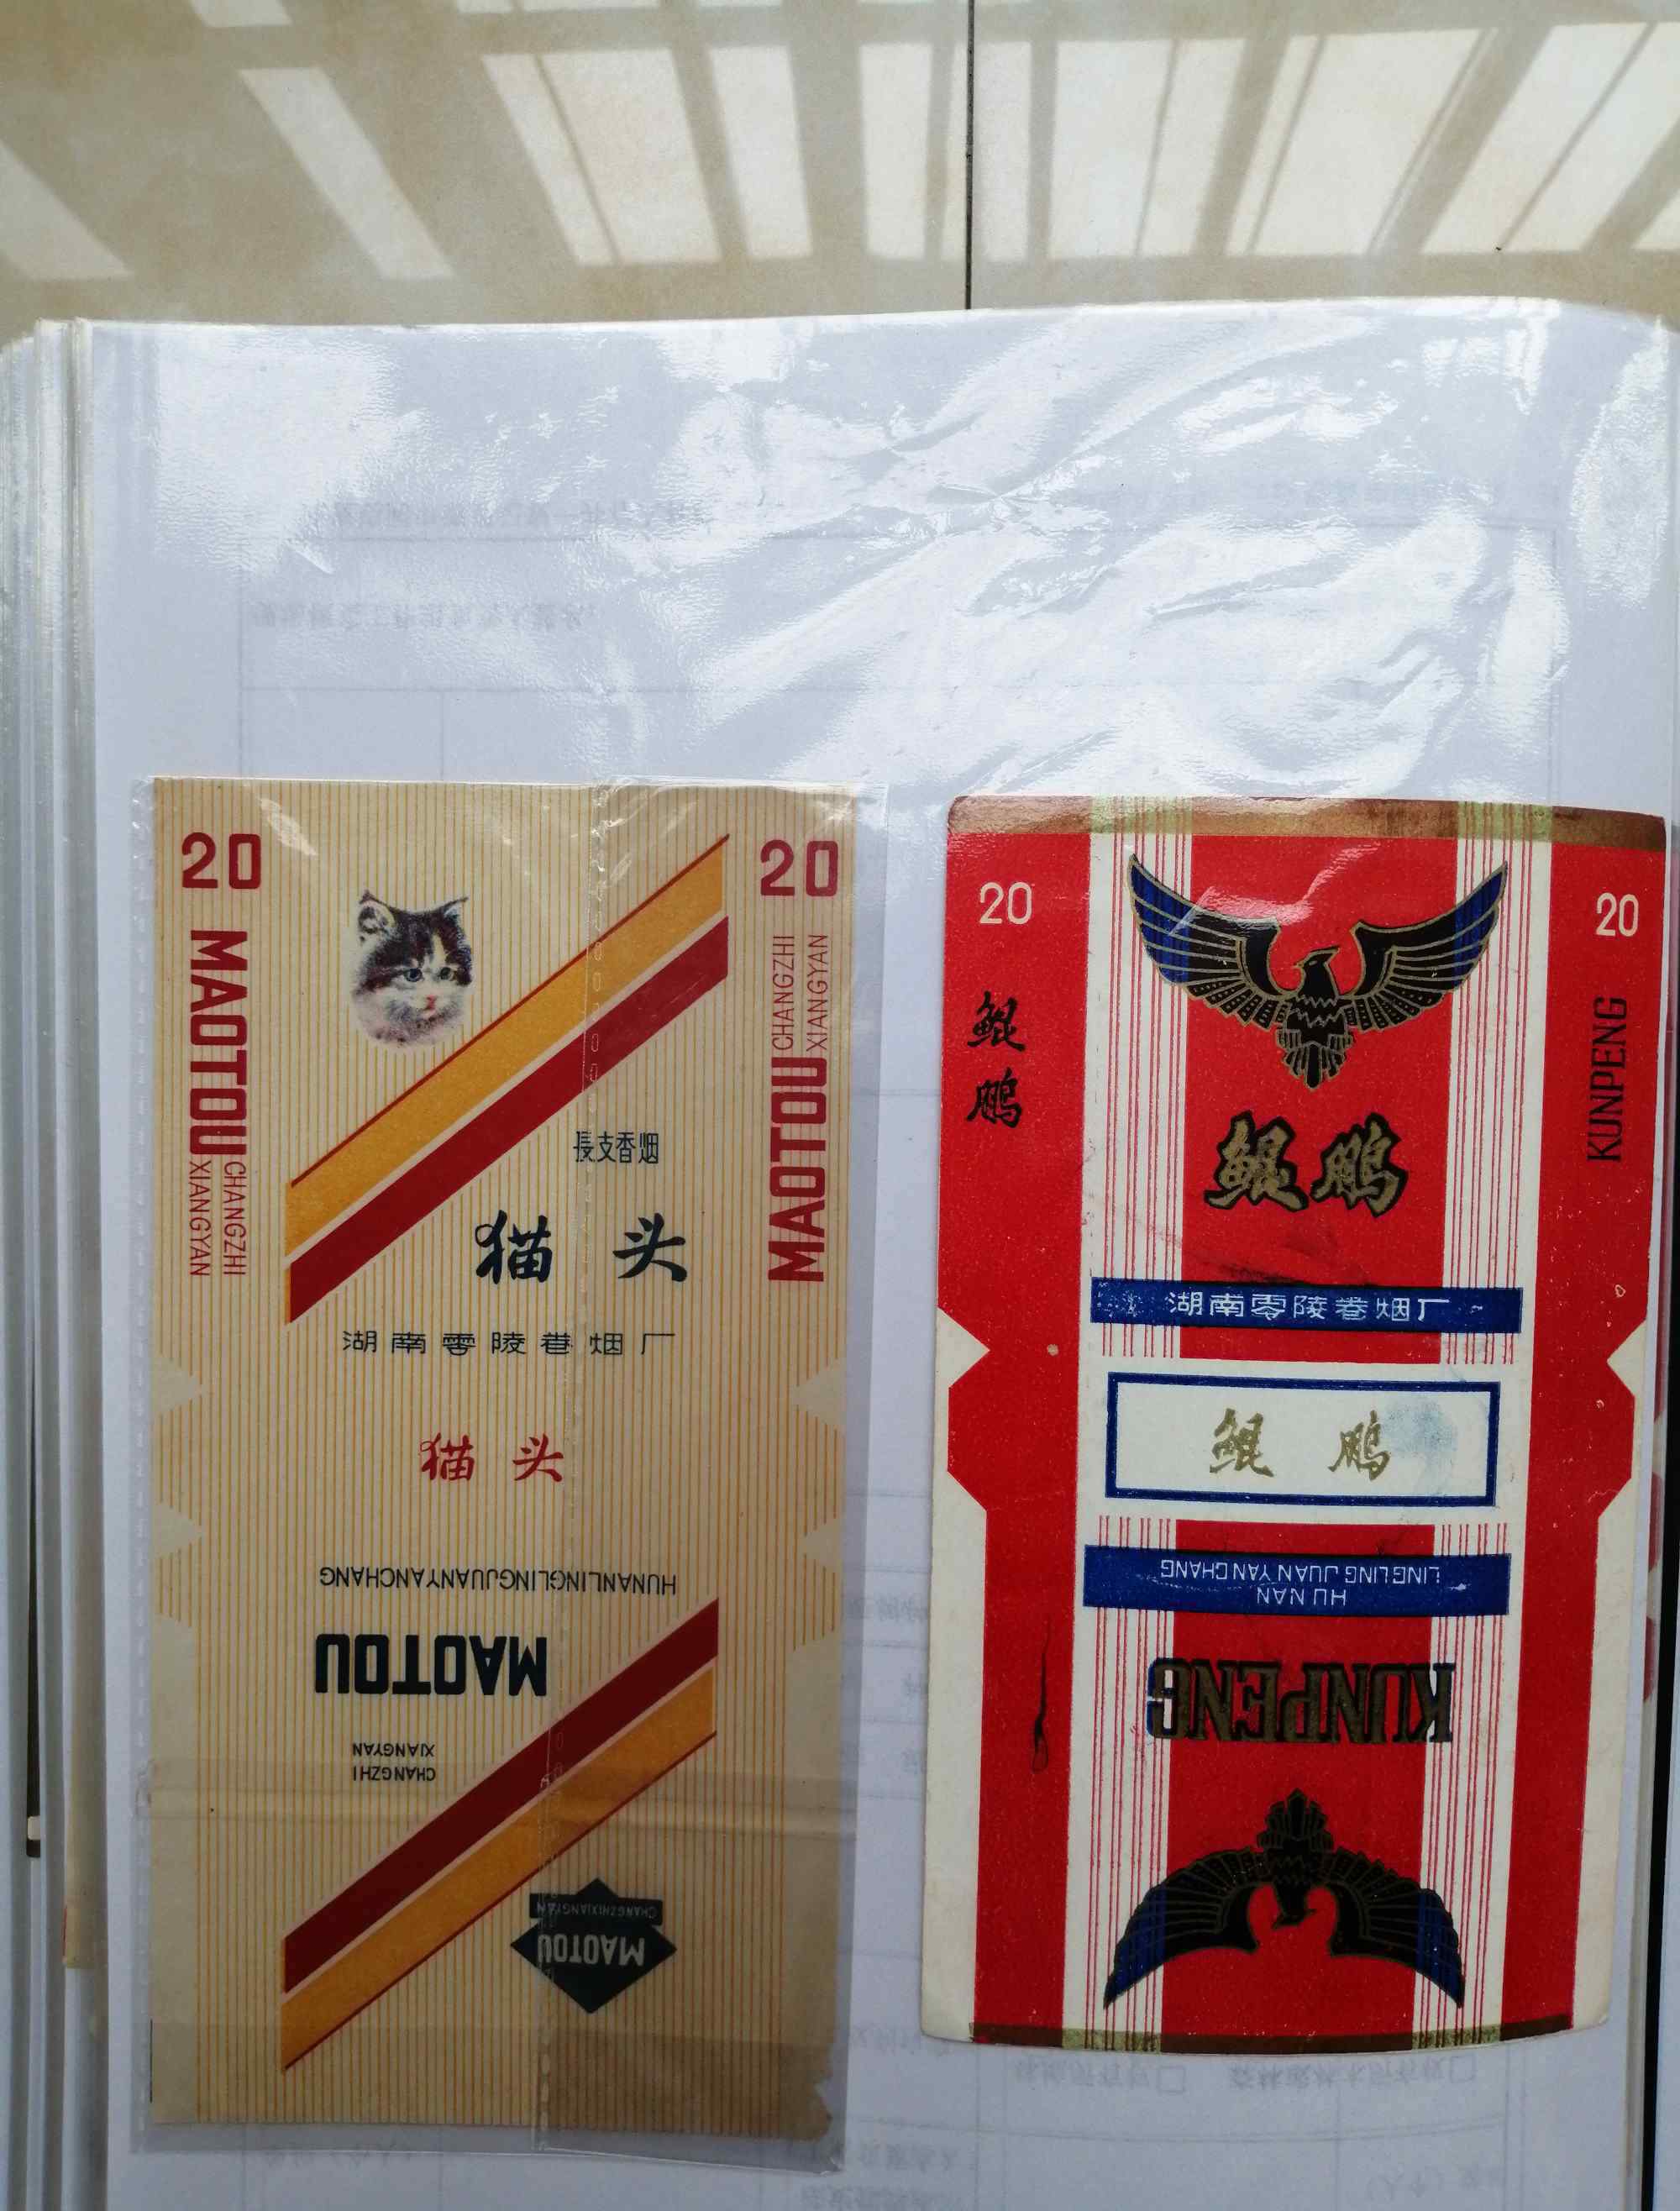 20
MAOTOU
CHANGZHI
XIANGYAN
20
MAOTOU
CHANGZHI
XIANGYAN
長支香烟
猫头
湖南零陵卷烟厂
猫头
HUNANLINGLINGJUANYANCHANG
MAOTOU
CHANGZHI
XIANGYAN
MAOTOU
CHANGZHIXIANGYAN
20
鲲鹏
20
KUNPENG
鲲鹏
湖南零陵卷烟厂
鲲鹏
HU NAN
LING LING JUAN YAN CHANG
KUNPENG